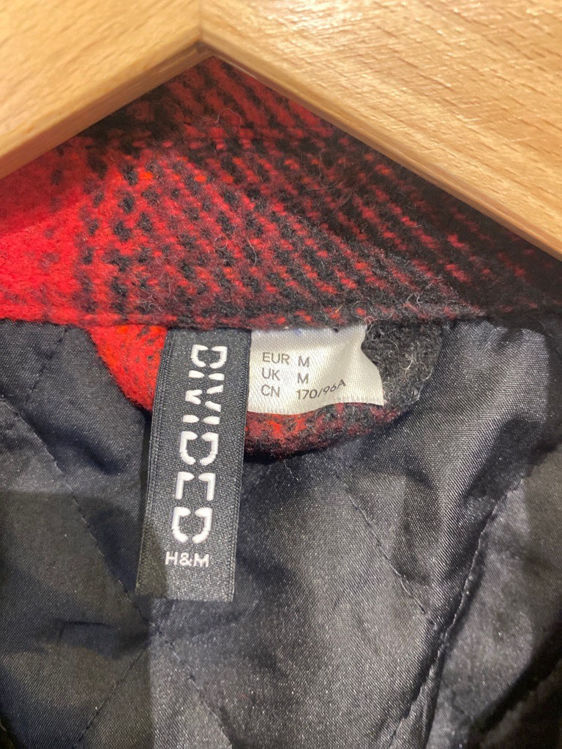 DIVIDED
H&M
EUR M
UK M
CN 170/96A